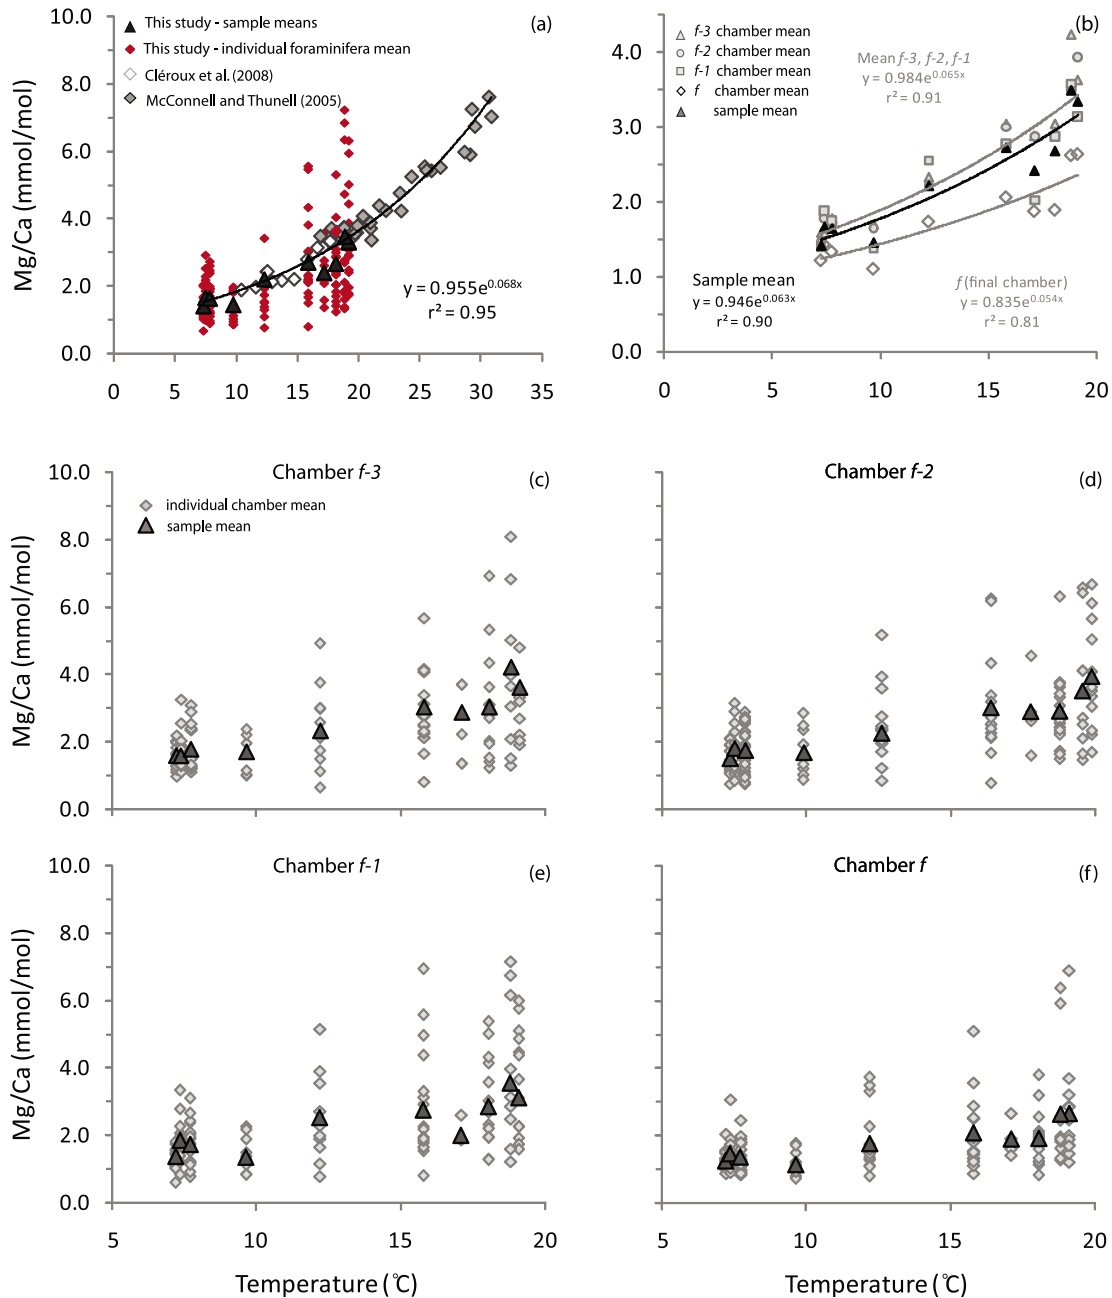 (a)
This study - sample means
This study - individual foraminifera mean
Cléroux et al. (2008)
McConnell and Thunell (2005)
Mg/Ca (mmol/mol)
10.0
8.0
6.0
4.0
2.0
0.0
y = 0.955e^0.068x
r² = 0.95
0 5 10 15 20 25 30 35
(b)
f-3 chamber mean
f-2 chamber mean
f-1 chamber mean
f chamber mean
sample mean
Mean f-3, f-2, f-1
y = 0.984e^0.065x
r² = 0.91
4.0
3.0
2.0
1.0
0.0
Sample mean
y = 0.946e^0.063x
r² = 0.90
f (final chamber)
y = 0.835e^0.054x
r² = 0.81
0 5 10 15 20
Chamber f-3
(c)
individual chamber mean
sample mean
Mg/Ca (mmol/mol)
10.0
8.0
6.0
4.0
2.0
0.0
Chamber f-2
(d)
Chamber f-1
(e)
Mg/Ca (mmol/mol)
10.0
8.0
6.0
4.0
2.0
0.0
5 10 15 20
Temperature (°C)
Chamber f
(f)
5 10 15 20
Temperature (°C)